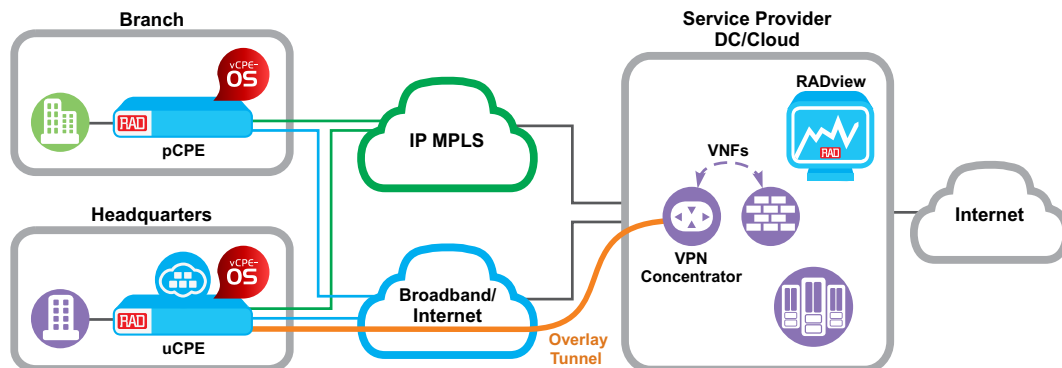 Branch
vCPE-
OS
RAD
pCPE
Headquarters
vCPE-
OS
RAD
uCPE
IP MPLS
Broadband/
Internet
Overlay
Tunnel
Service Provider
DC/Cloud
RADview
RAD
VNFs
VPN
Concentrator
Internet